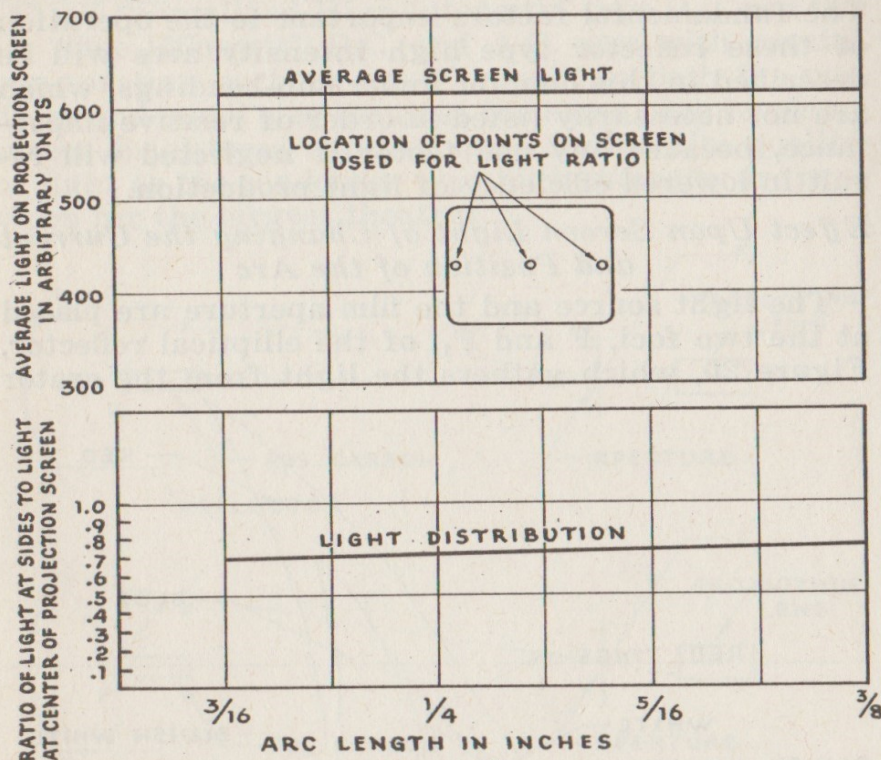 AVERAGE LIGHT ON PROJECTION SCREEN
IN ARBITRARY UNITS
700
600
500
400
300
AVERAGE SCREEN LIGHT
LOCATION OF POINTS ON SCREEN
USED FOR LIGHT RATIO
RATIO OF LIGHT AT SIDES TO LIGHT
AT CENTER OF PROJECTION SCREEN
1.0
.9
.8
.7
.6
.5
.4
.3
.2
.1
LIGHT DISTRIBUTION
3/16
1/4
5/16
3/8
ARC LENGTH IN INCHES